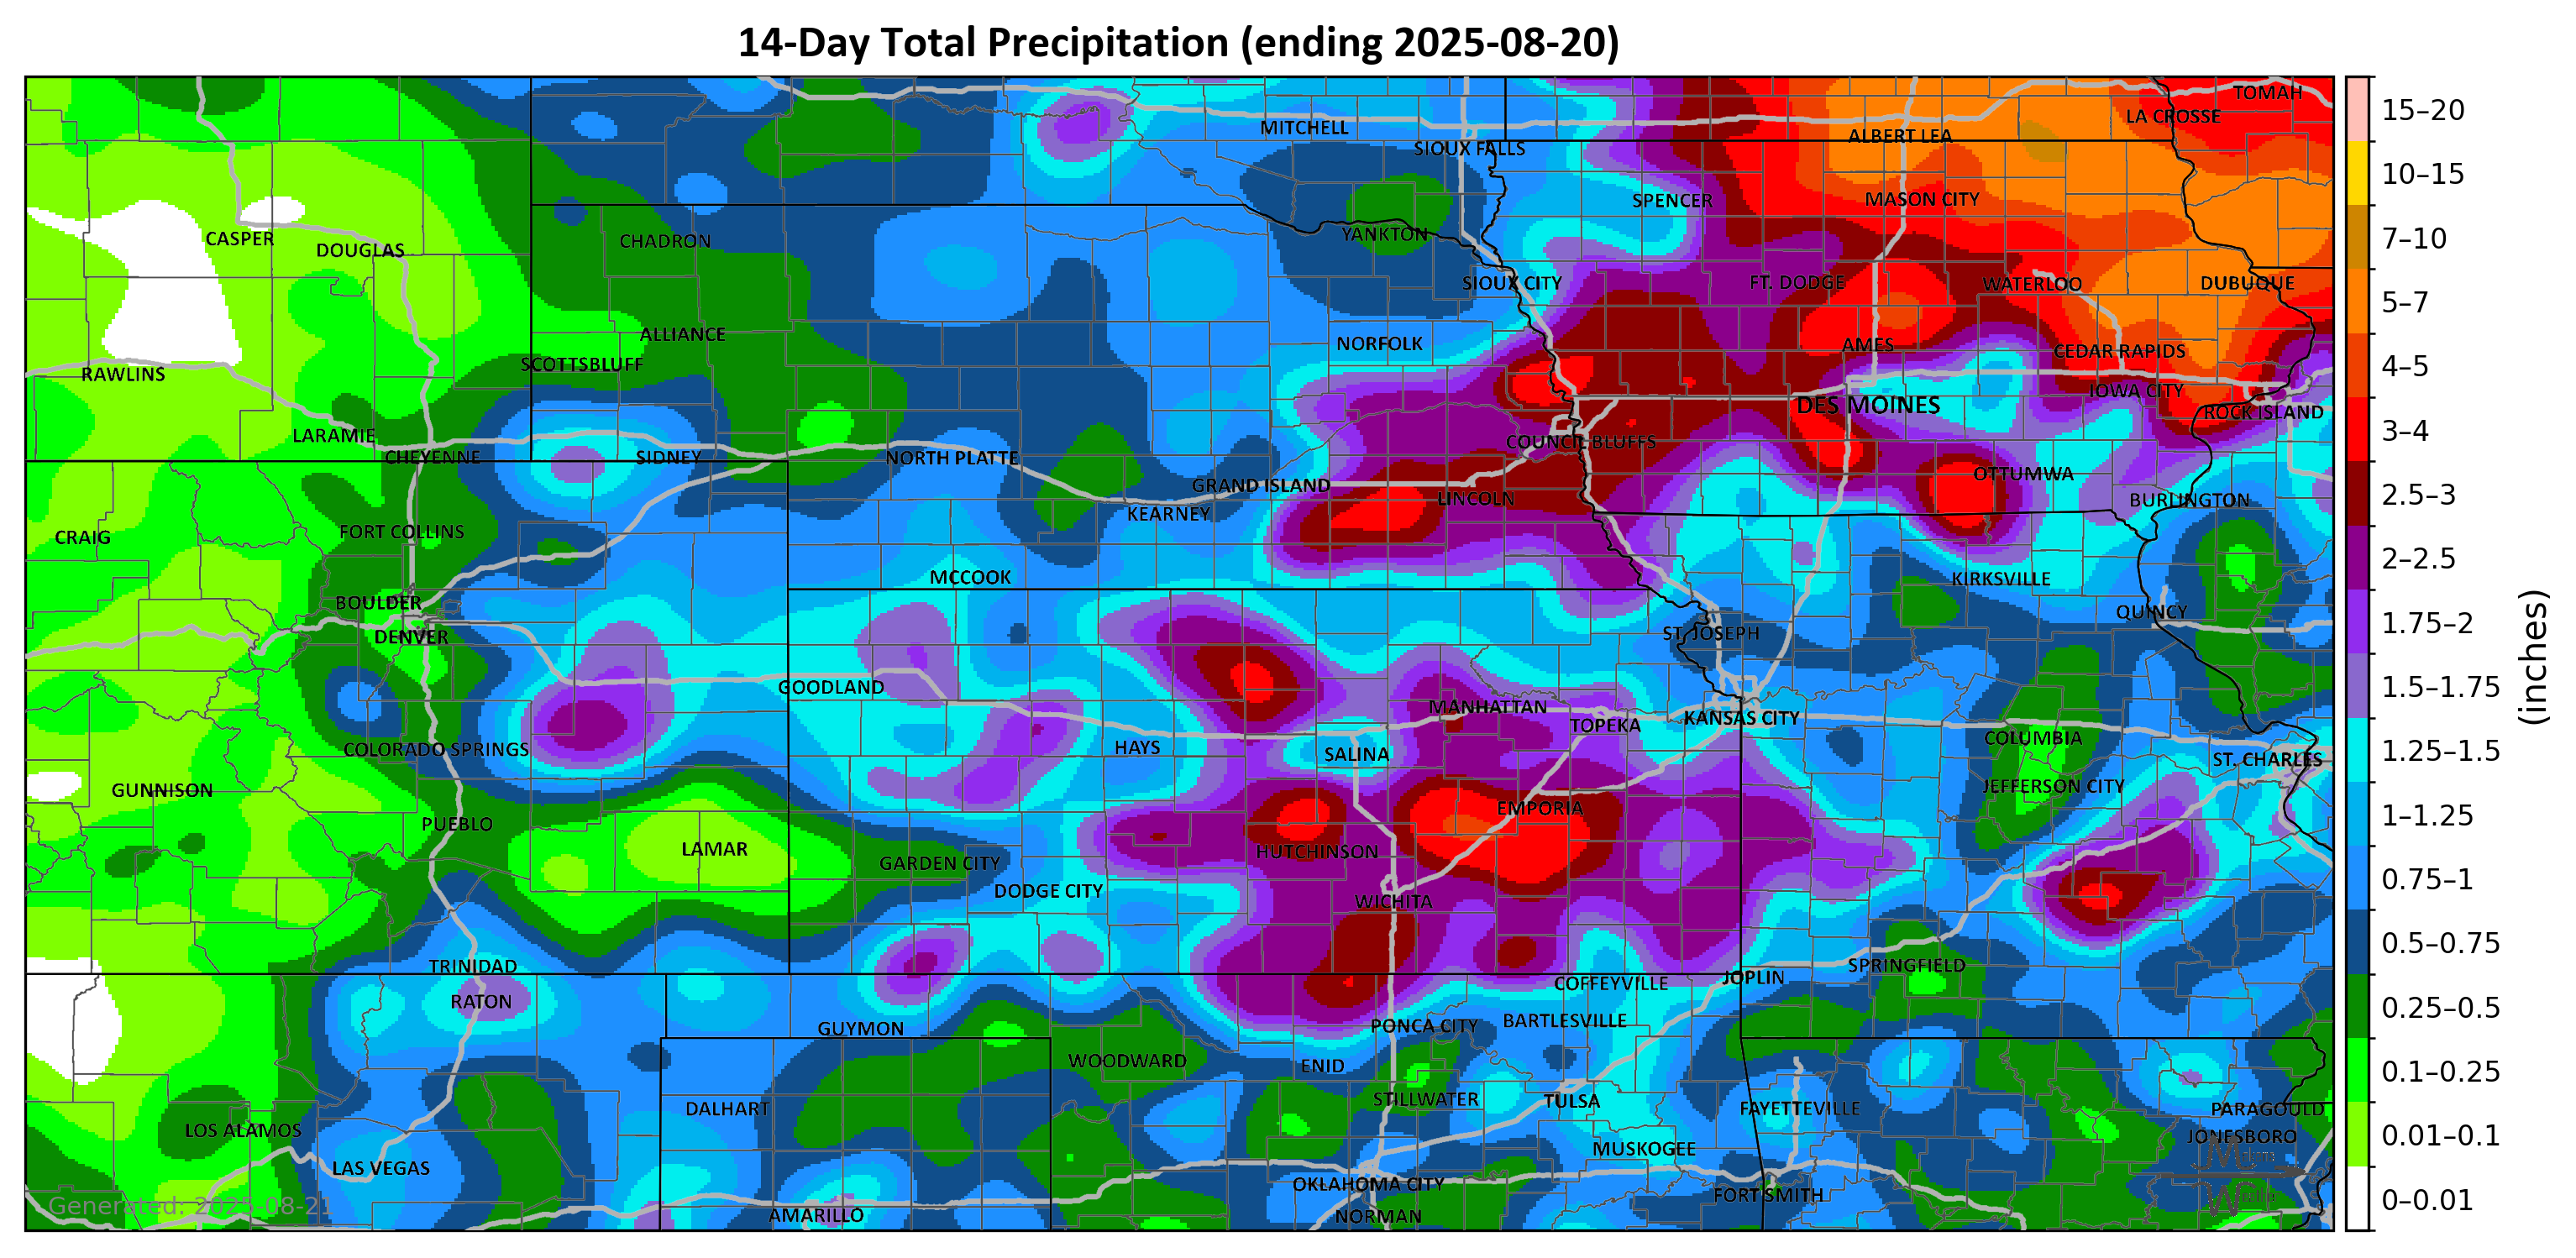 14-Day Total Precipitation (ending 2025-08-20)
TOMAH
LA CROSSE
MITCHELL
ALBERT LEA
SIOUX FALLS
SPENCER
MASON CITY
CASPER
CHADRON
YANKTON
DOUGLAS
SIOUX CITY
FT. DODGE
WATERLOO
DUBUQUE
ALLIANCE
NORFOLK
AMES
CEDAR RAPIDS
SCOTTSBLUFF
RAWLINS
IOWA CITY
DES MOINES
ROCK ISLAND
LARAMIE
COUNCIL BLUFFS
CHEYENNE
SIDNEY
NORTH PLATTE
OTTUMWA
GRAND ISLAND
LINCOLN
BURLINGTON
KEARNEY
CRAIG
FORT COLLINS
MCCOOK
KIRKSVILLE
BOULDER
QUINCY
DENVER
ST. JOSEPH
GOODLAND
MANHATTAN
TOPEKA
KANSAS CITY
COLUMBIA
COLORADO SPRINGS
HAYS
SALINA
ST. CHARLES
GUNNISON
JEFFERSON CITY
EMPORIA
PUEBLO
LAMAR
HUTCHINSON
GARDEN CITY
DODGE CITY
WICHITA
TRINIDAD
SPRINGFIELD
JOPLIN
COFFEYVILLE
RATON
GUYMON
PONCA CITY
BARTLESVILLE
WOODWARD
ENID
STILLWATER
TULSA
DALHART
FAYETTEVILLE
PARAGOULD
LOS ALAMOS
JONESBORO
MUSKOGEE
LAS VEGAS
OKLAHOMA CITY
FORT SMITH
AMARILLO
NORMAN
Generated: 2025-08-21
15–20
10–15
7–10
5–7
4–5
3–4
2.5–3
2–2.5
1.75–2
1.5–1.75
1.25–1.5
1–1.25
0.75–1
0.5–0.75
0.25–0.5
0.1–0.25
0.01–0.1
0–0.01
(inches)